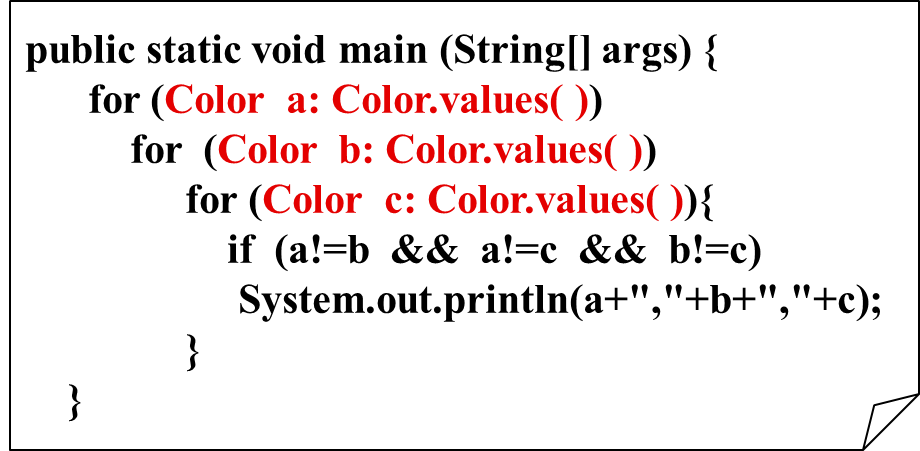 public static void main (String[] args) {
for (Color  a: Color.values( ))
for  (Color  b: Color.values( ))
for (Color  c: Color.values( )){
if  (a!=b  &&  a!=c  &&  b!=c)
System.out.println(a+","+b+","+c);
}
}